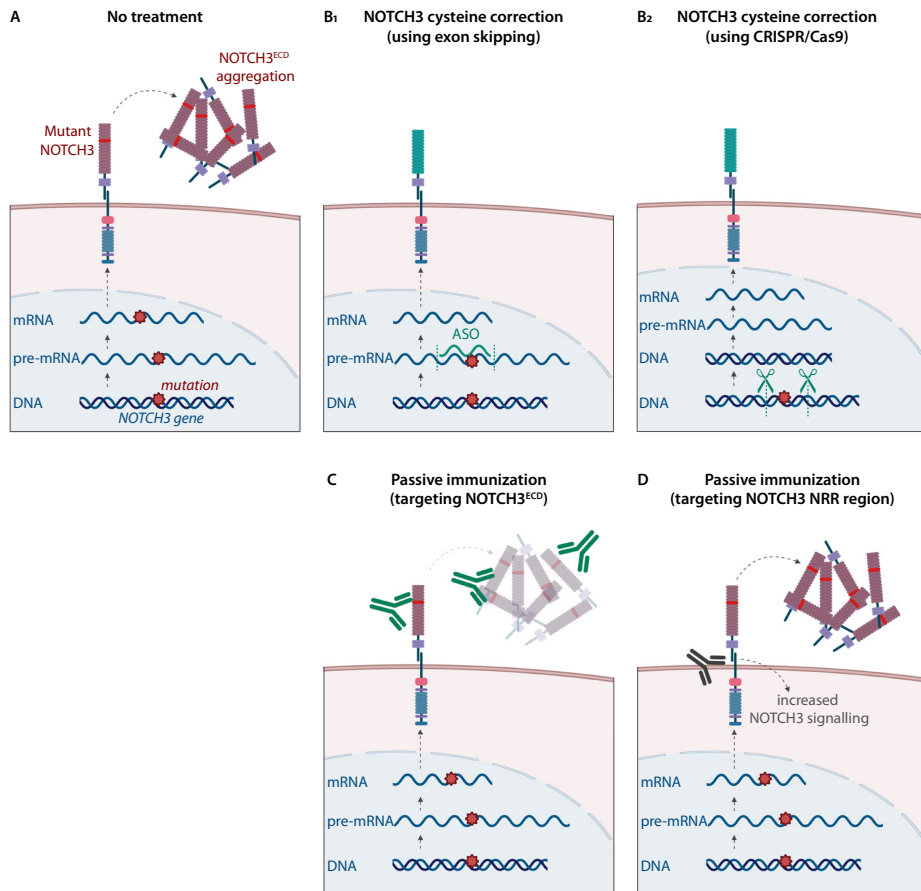 A
No treatment
NOTCH3ᴱᶜᴰ
aggregation
Mutant
NOTCH3
mRNA
pre-mRNA
mutation
DNA
NOTCH3 gene
B₁
NOTCH3 cysteine correction
(using exon skipping)
mRNA
ASO
pre-mRNA
DNA
B₂
NOTCH3 cysteine correction
(using CRISPR/Cas9)
mRNA
pre-mRNA
DNA
DNA
C
Passive immunization
(targeting NOTCH3ᴱᶜᴰ)
mRNA
pre-mRNA
DNA
D
Passive immunization
(targeting NOTCH3 NRR region)
increased
NOTCH3 signalling
mRNA
pre-mRNA
DNA